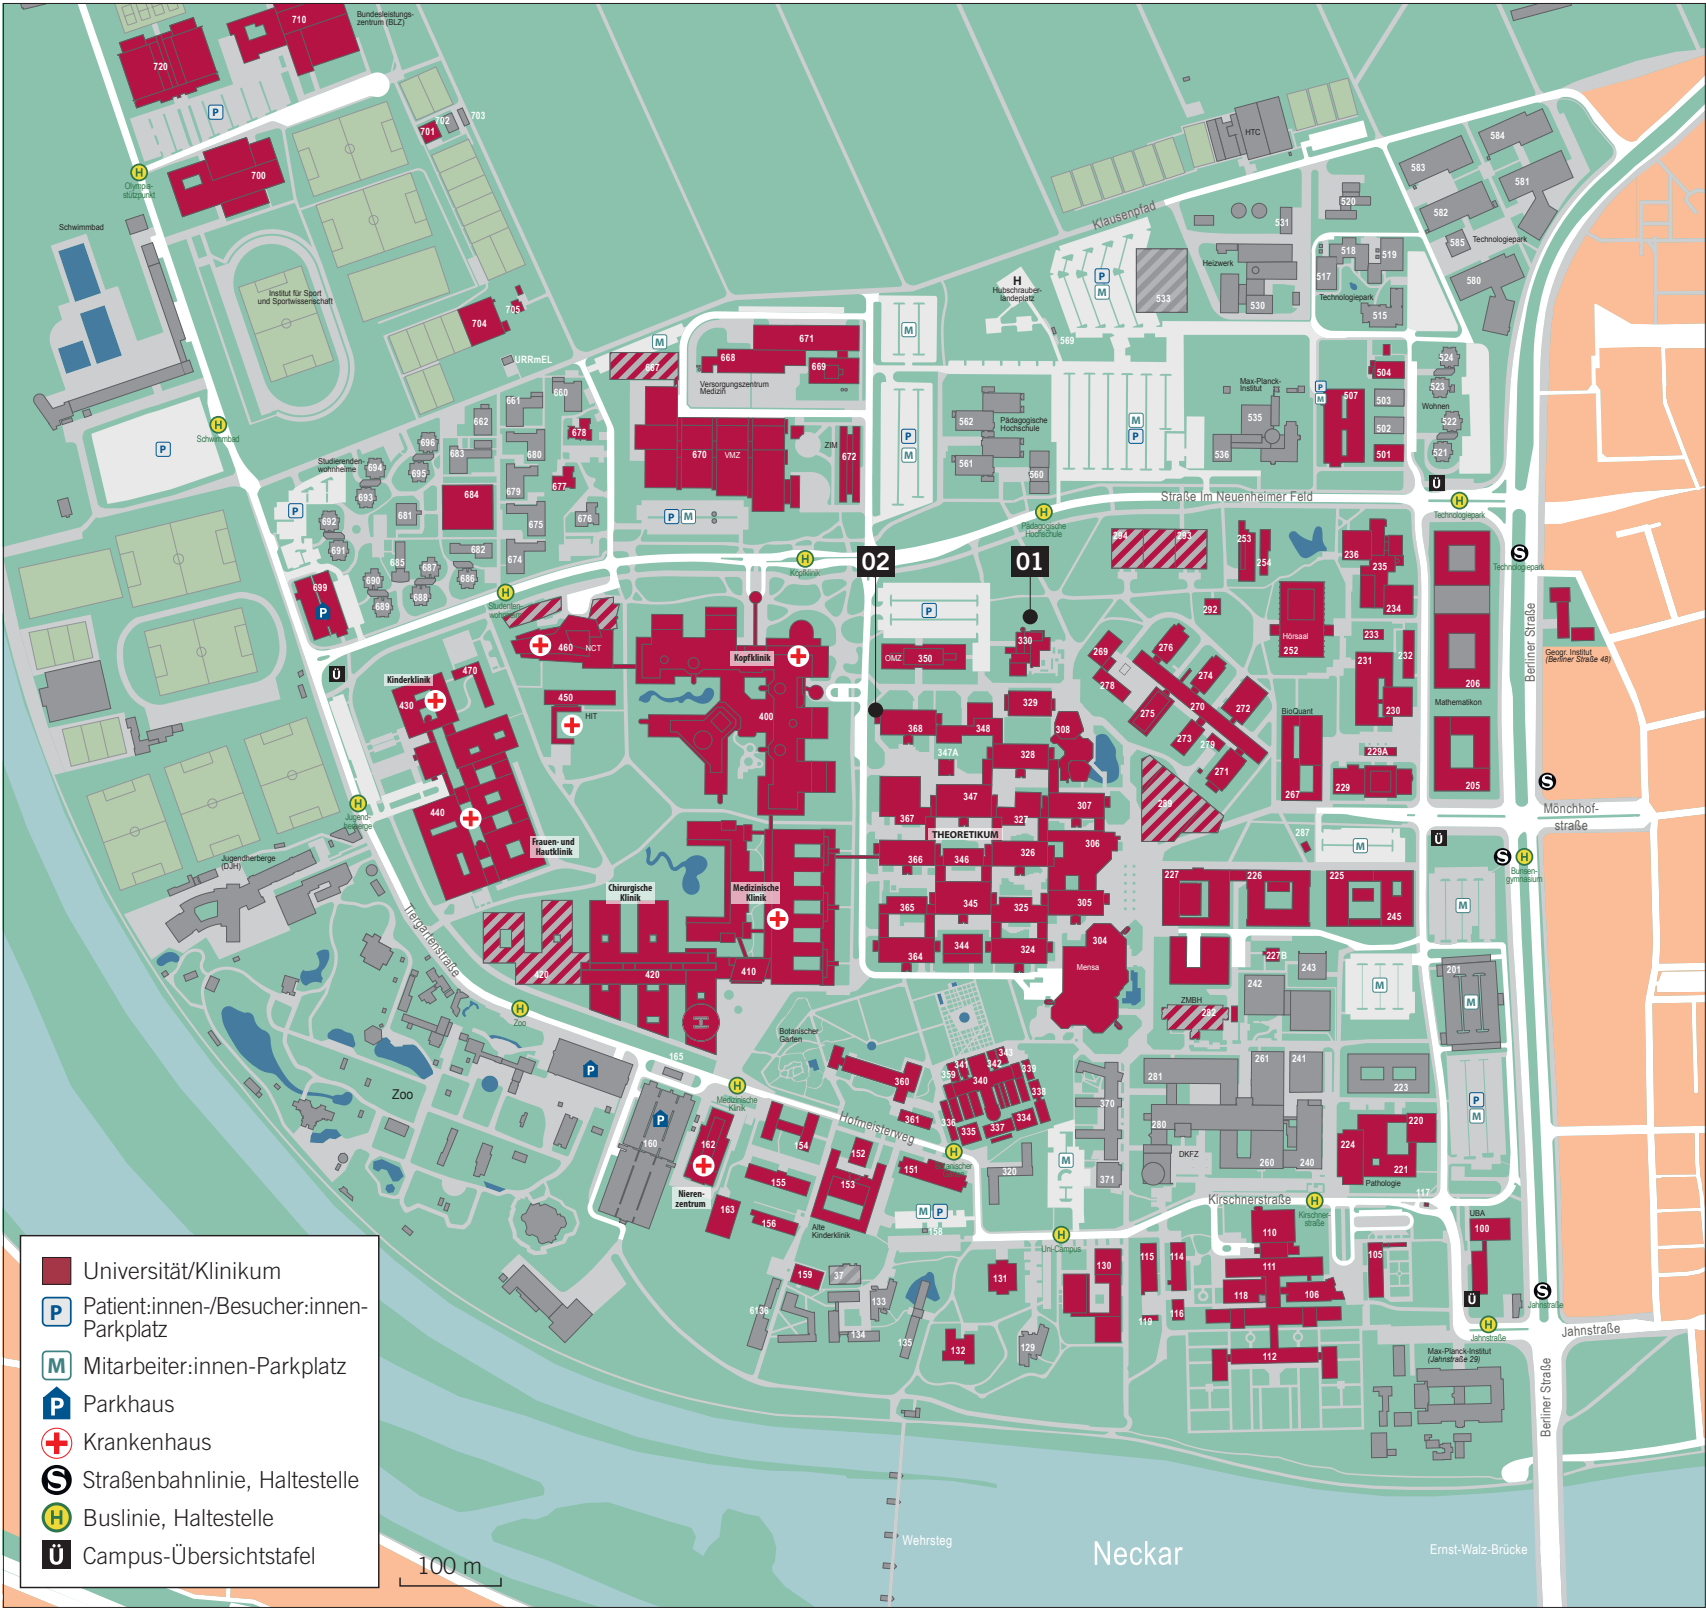 710
Bundesleistungs-
zentrum (BLZ)
720
P
701
702
703
700
H
Olympia-
stützpunkt
HTC
584
583
581
582
585
Technologiepark
580
520
531
518
519
517
Technologiepark
515
Klausenpfad
Heizwerk
530
533
P
M
H
Hubschrauber-
landeplatz
569
Schwimmbad
Institut für Sport
und Sportwissenschaft
704
705
URRmEL
M
667
671
668
669
Versorgungszentrum
Medizin
M
P
M
670
VMZ
ZIM
672
P
M
562
561
560
Pädagogische
Hochschule
M
P
Max-Planck-
Institut
535
536
P
M
507
504
503
502
501
524
523
Wohnen
522
521
Ü
H
Technologiepark
S
Technologiepark
Straße Im Neuenheimer Feld
H
Pädagogische
Hochschule
H
Schwimmbad
P
Studierenden-
wohnheime
661
660
662
678
680
683
696
694
695
693
684
679
677
675
676
681
692
691
682
674
685
687
686
690
688
689
P
699
P
H
Studenten-
wohnheim
H
Kopfklinik
02
01
P
OMZ
350
330
329
294
293
253
254
236
235
234
292
Hörsaal
252
233
232
231
230
206
Mathematikon
205
Berliner Straße
Geogr. Institut
(Berliner Straße 48)
460
NCT
Kopfklinik
400
450
HIT
Kinderklinik
430
470
440
Ü
H
Jugend-
herberge
Frauen- und
Hautklinik
Jugendherberge
(DJH)
Tiergartenstraße
368
348
347A
328
308
347
367
327
307
THEORETIKUM
306
366
346
326
365
345
325
305
364
344
324
304
Mensa
269
276
278
274
275
270
272
273
279
271
289
BioQuant
267
229A
229
S
Mönchhof-
straße
287
M
Ü
S
H
Bunsen-
gymnasium
227
226
225
245
M
227B
243
242
M
201
M
ZMBH
282
Chirurgische
Klinik
Medizinische
Klinik
420
420
410
H
Zoo
Zoo
P
165
H
Medizinische
Klinik
P
160
162
Nieren-
zentrum
163
Botanischer
Garten
360
361
Hofmeisterweg
154
155
156
152
153
Alte
Kinderklinik
151
343
342
341
359
340
339
338
336
335
337
334
H
320
M
P
158
M
370
371
281
280
DKFZ
261
241
260
240
223
P
M
220
224
221
Pathologie
Kirschnerstraße
H
Kirschner-
straße
117
UBA
100
H
Uni-Campus
159
37
6136
133
134
135
131
132
129
130
115
114
116
119
110
111
118
106
105
112
S
Jahnstraße
Ü
H
Jahnstraße
Jahnstraße
Max-Planck-Institut
(Jahnstraße 29)
Berliner Straße
Wehrsteg
Neckar
Ernst-Walz-Brücke
Universität/Klinikum
P Patient:innen-/Besucher:innen-
Parkplatz
M Mitarbeiter:innen-Parkplatz
P Parkhaus
Krankenhaus
S Straßenbahnlinie, Haltestelle
H Buslinie, Haltestelle
Ü Campus-Übersichtstafel
100 m